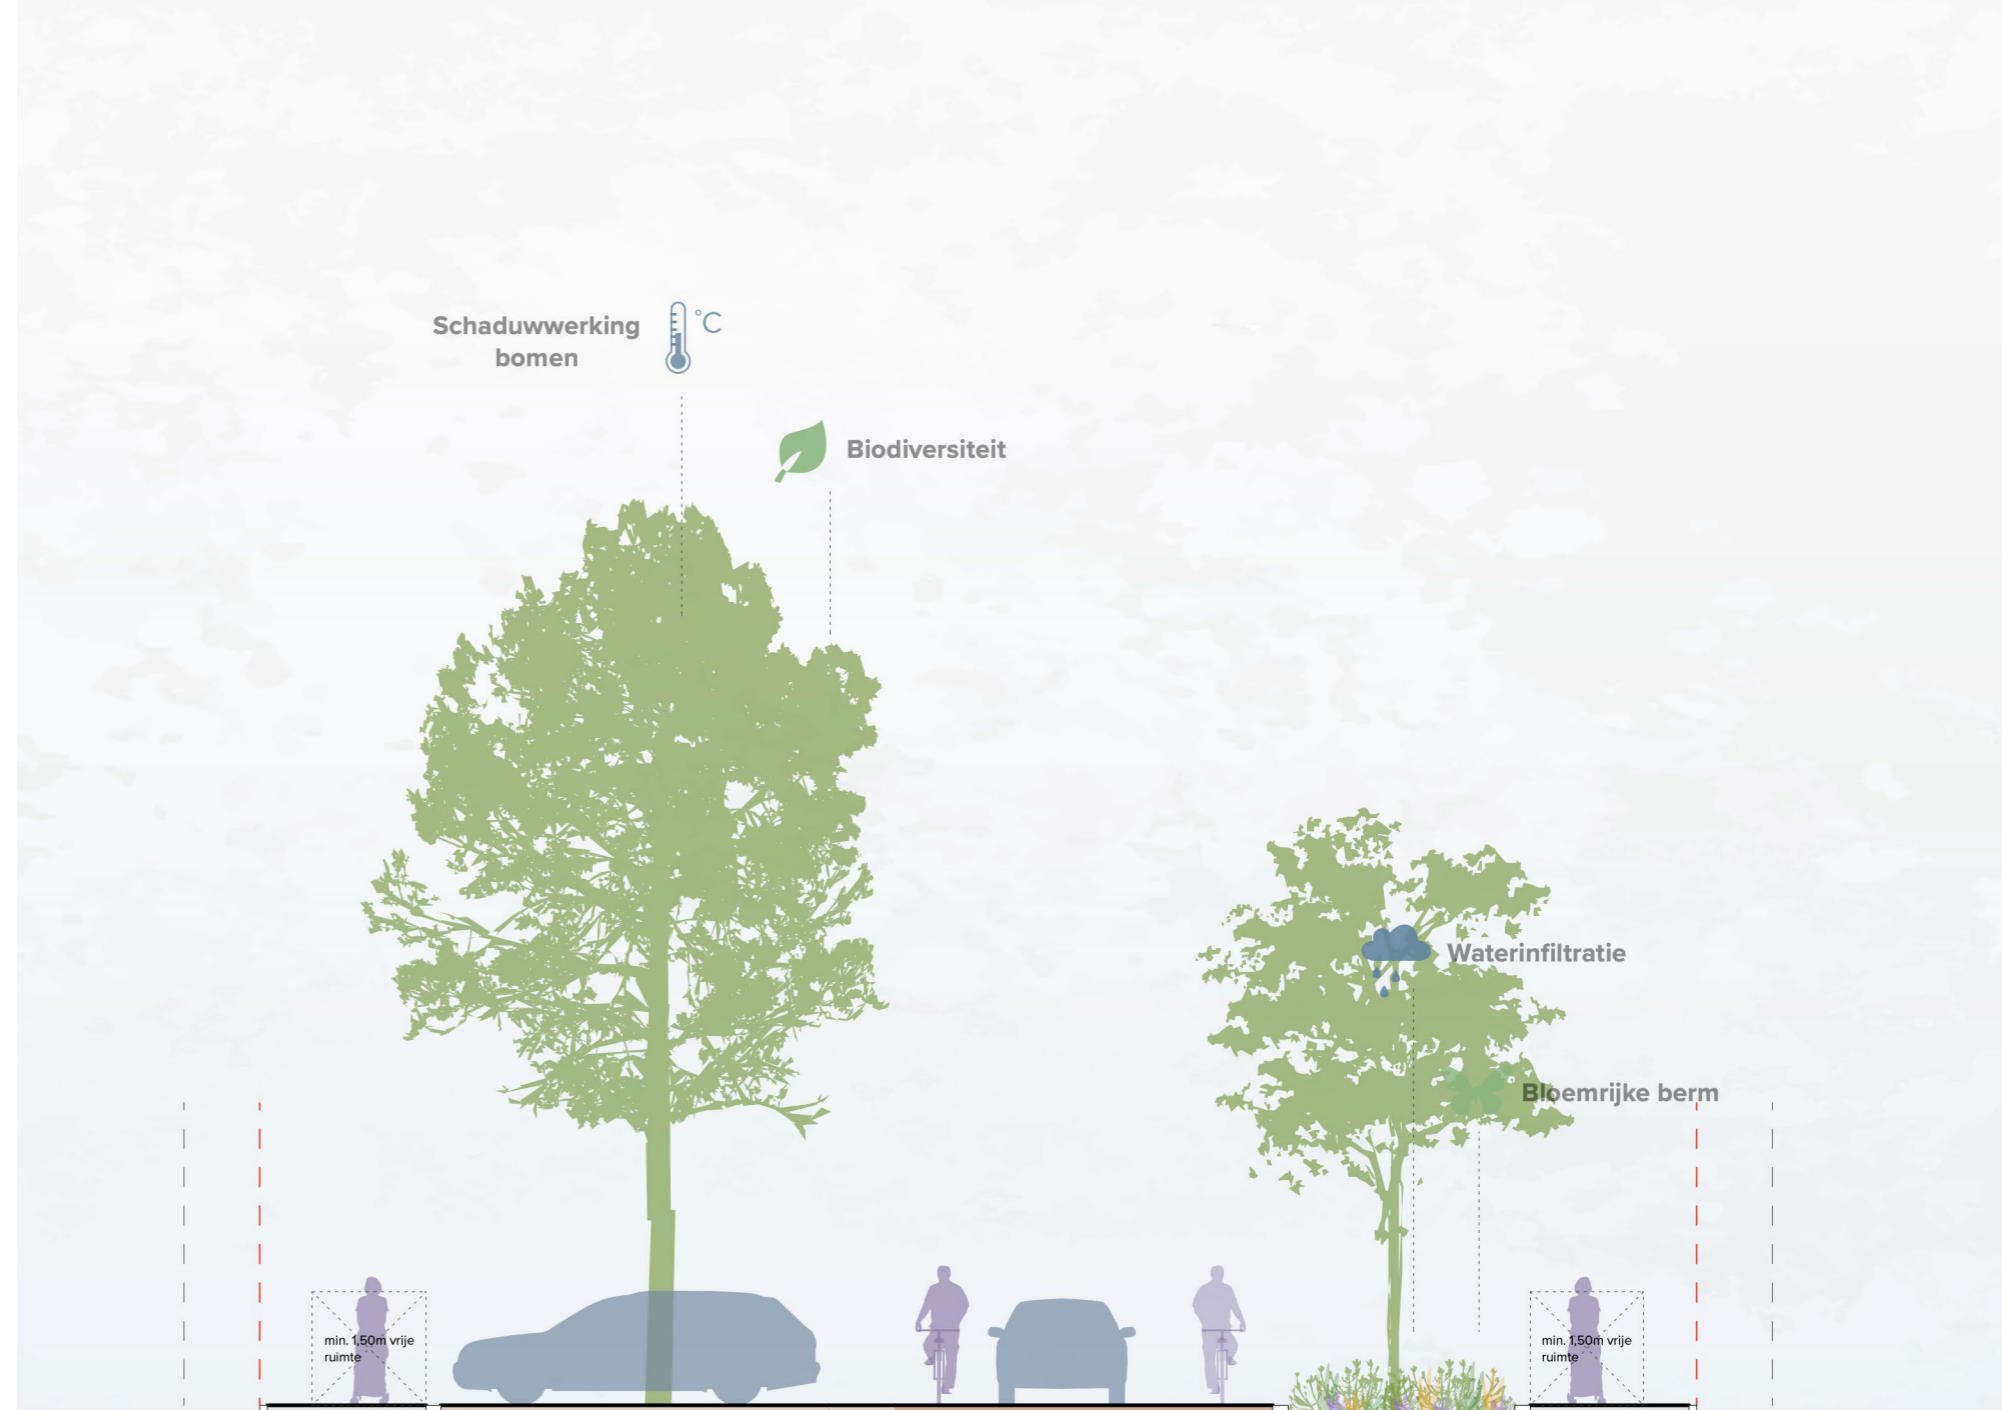 Schaduwwerking
bomen
°C
Biodiversiteit
Waterinfiltratie
Bloemrijke berm
min. 1,50m vrije
ruimte
min. 1,50m vrije
ruimte